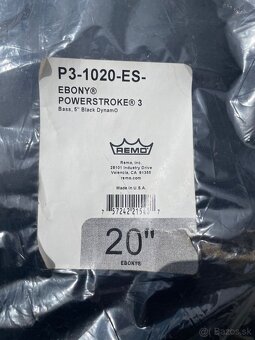 P3-1020-ES-
EBONY®
POWERSTROKE® 3
Bass, 5" Black DynamO
REMO
Remo, Inc.
28101 Industry Drive
Valencia, CA 91355
remo.com
Made in U.S.A
20"
EBONY®
bazos.sk